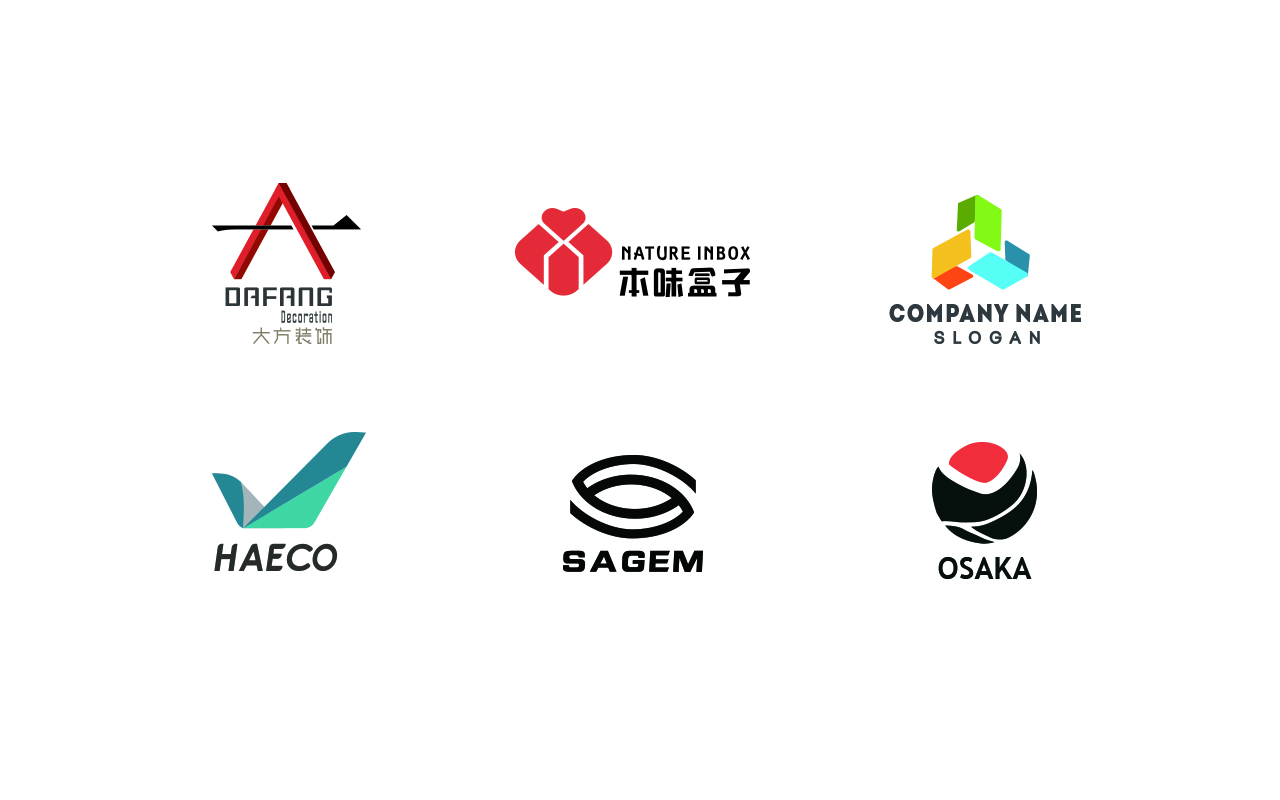 DAFANG
Decoration
大方装饰
NATURE INBOX
本味盒子
COMPANY NAME
SLOGAN
HAECO
SAGEM
OSAKA